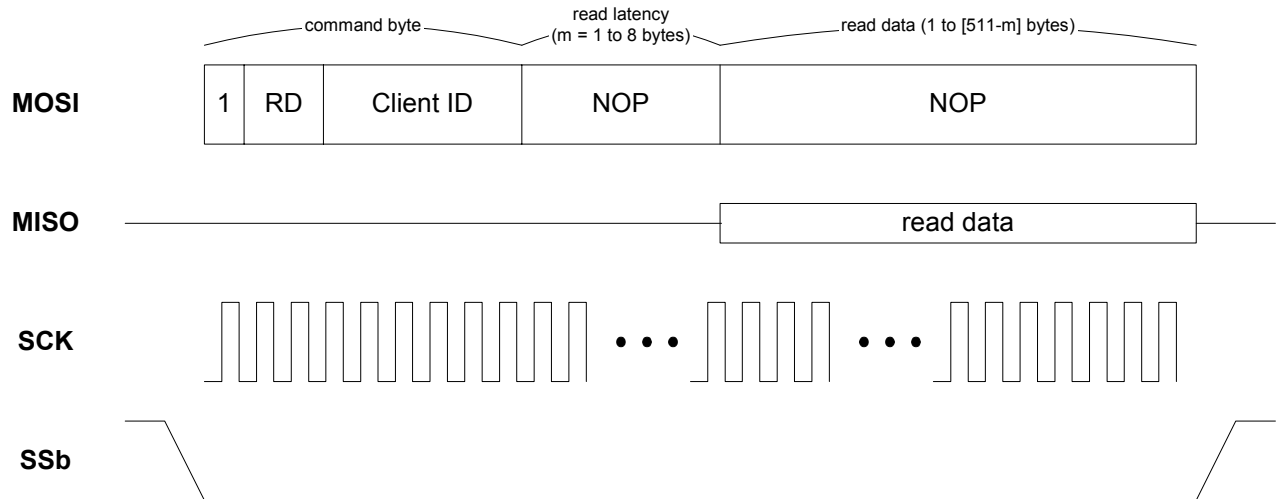 command byte
read latency
(m = 1 to 8 bytes)
read data (1 to [511-m] bytes)
MOSI
1 RD Client ID NOP NOP
MISO
read data
SCK
SSb